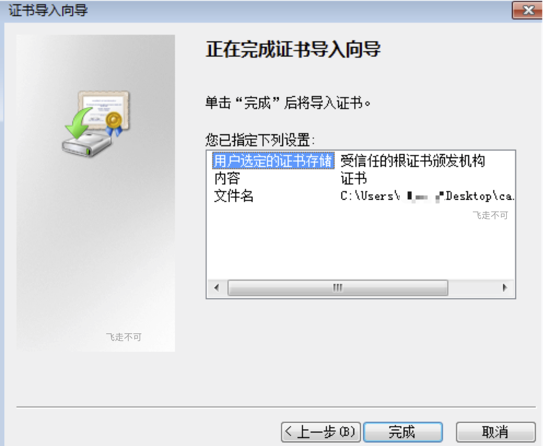 证书导入向导
正在完成证书导入向导
单击“完成”后将导入证书。
您已指定下列设置:
用户选定的证书存储 受信任的根证书颁发机构
内容 证书
文件名 C:\Users\ Desktop\ca.
飞走不可
飞走不可
<上一步(B) 完成 取消